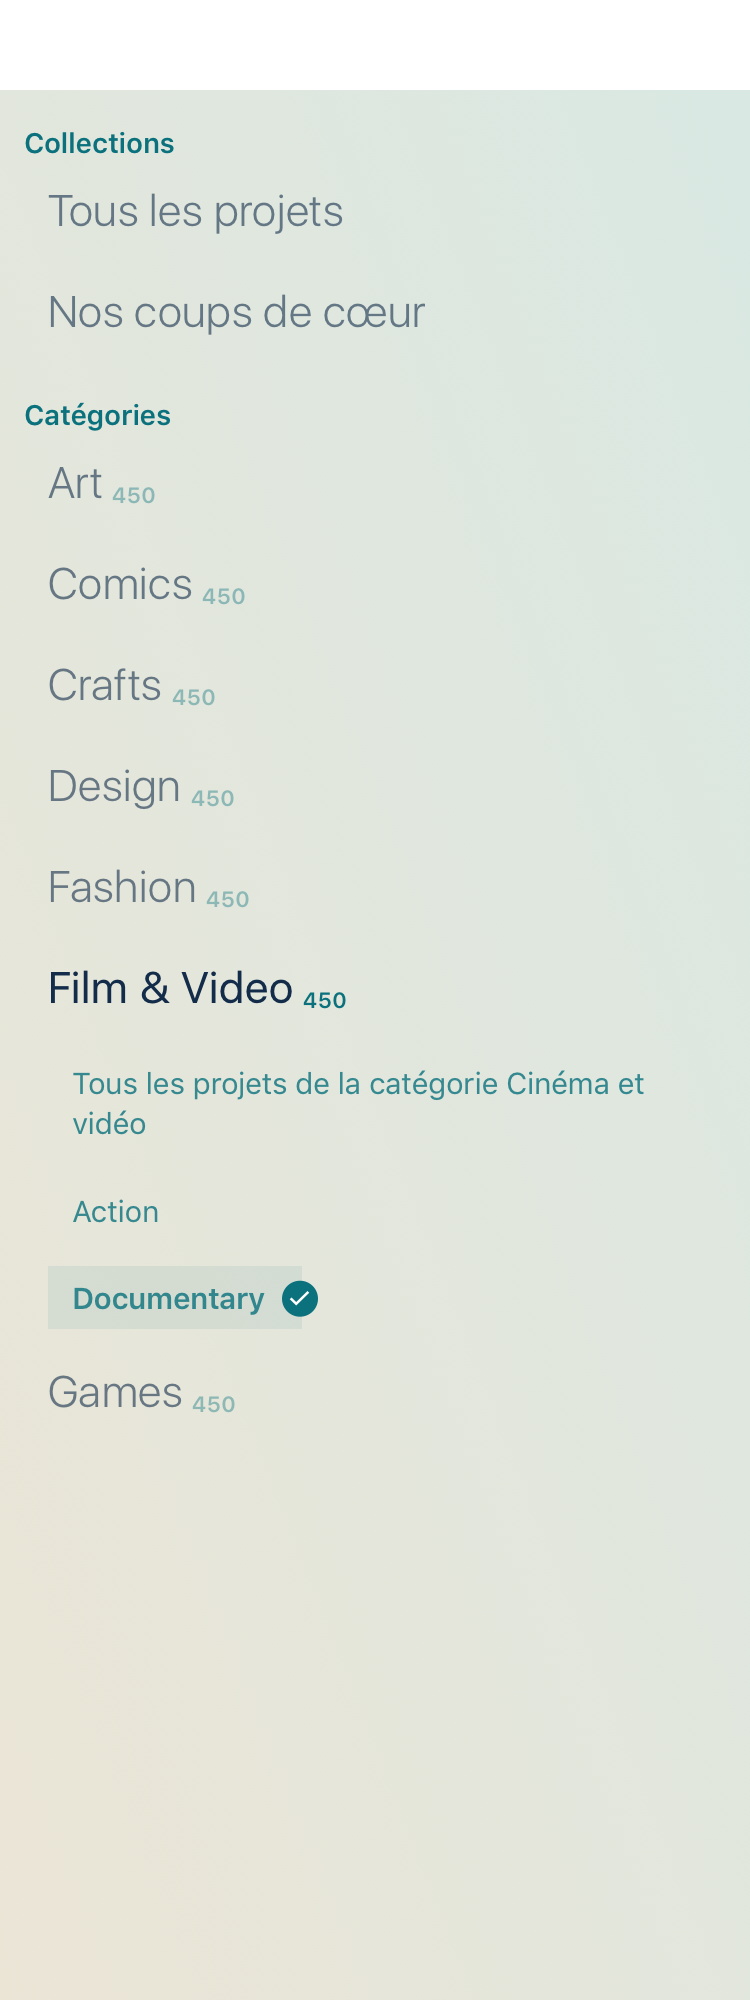 Collections
Tous les projets
Nos coups de cœur
Catégories
Art 450
Comics 450
Crafts 450
Design 450
Fashion 450
Film & Video 450
Tous les projets de la catégorie Cinéma et
vidéo
Action
Documentary
Games 450